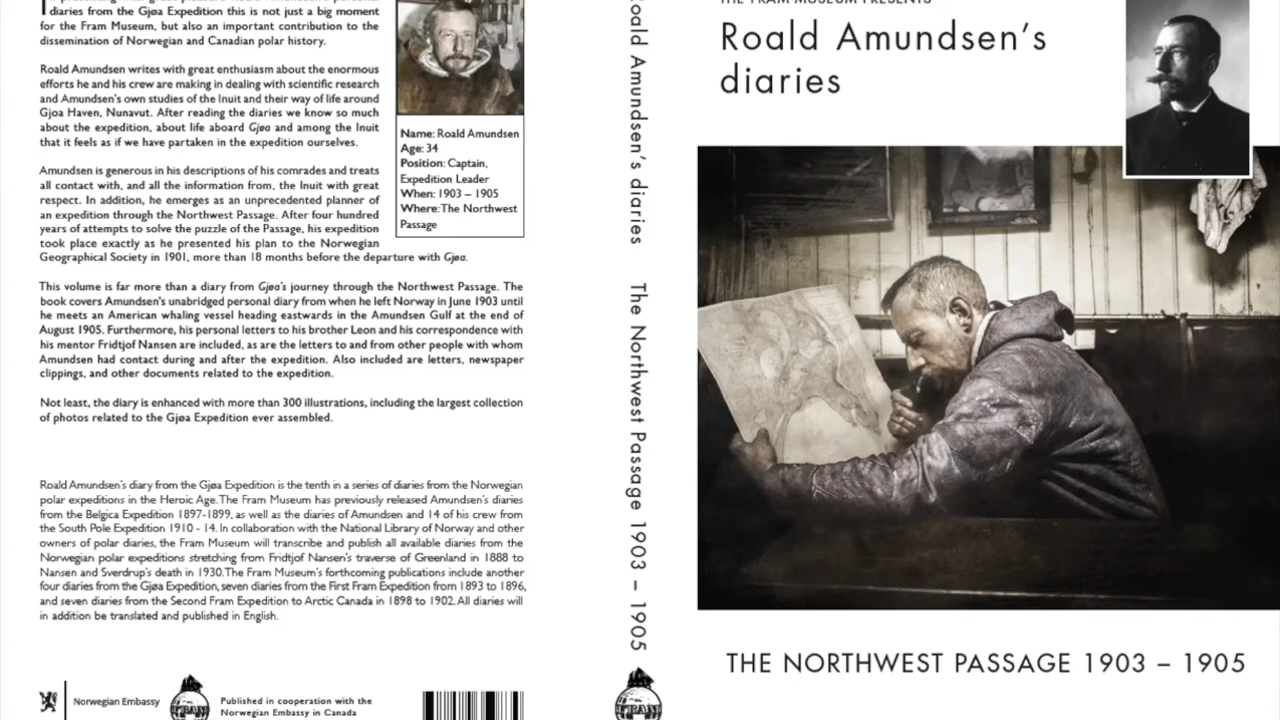 diaries from the Gjøa Expedition this is not just a big moment
for the Fram Museum, but also an important contribution to the
dissemination of Norwegian and Canadian polar history.
Roald Amundsen writes with great enthusiasm about the enormous
efforts he and his crew are making in dealing with scientific research
and Amundsen's own studies of the Inuit and their way of life around
Gjoa Haven, Nunavut. After reading the diaries we know so much
about the expedition, about life aboard Gjøa and among the Inuit
that it feels as if we have partaken in the expedition ourselves.
Amundsen is generous in his descriptions of his comrades and treats
all contact with, and all the information from, the Inuit with great
respect. In addition, he emerges as an unprecedented planner of
an expedition through the Northwest Passage. After four hundred
years of attempts to solve the puzzle of the Passage, his expedition
took place exactly as he presented his plan to the Norwegian
Geographical Society in 1901, more than 18 months before the departure with Gjøa.
Name: Roald Amundsen
Age: 34
Position: Captain,
Expedition Leader
When: 1903 – 1905
Where: The Northwest
Passage
This volume is far more than a diary from Gjøa's journey through the Northwest Passage. The
book covers Amundsen's unabridged personal diary from when he left Norway in June 1903 until
he meets an American whaling vessel heading eastwards in the Amundsen Gulf at the end of
August 1905. Furthermore, his personal letters to his brother Leon and his correspondence with
his mentor Fridtjof Nansen are included, as are the letters to and from other people with whom
Amundsen had contact during and after the expedition. Also included are letters, newspaper
clippings, and other documents related to the expedition.
Not least, the diary is enhanced with more than 300 illustrations, including the largest collection
of photos related to the Gjøa Expedition ever assembled.
Roald Amundsen's diary from the Gjøa Expedition is the tenth in a series of diaries from the Norwegian
polar expeditions in the Heroic Age. The Fram Museum has previously released Amundsen's diaries
from the Belgica Expedition 1897-1899, as well as the diaries of Amundsen and 14 of his crew from
the South Pole Expedition 1910 - 14. In collaboration with the National Library of Norway and other
owners of polar diaries, the Fram Museum will transcribe and publish all available diaries from the
Norwegian polar expeditions stretching from Fridtjof Nansen's traverse of Greenland in 1888 to
Nansen and Sverdrup's death in 1930. The Fram Museum's forthcoming publications include another
four diaries from the Gjøa Expedition, seven diaries from the First Fram Expedition from 1893 to 1896,
and seven diaries from the Second Fram Expedition to Arctic Canada in 1898 to 1902. All diaries will
in addition be translated and published in English.
Norwegian Embassy
FRAM
Published in cooperation with the
Norwegian Embassy in Canada
oald Amundsen's diaries The Northwest Passage 1903 – 1905
FRAM
THE FRAM MUSEUM PRESENTS
Roald Amundsen's
diaries
THE NORTHWEST PASSAGE 1903 – 1905